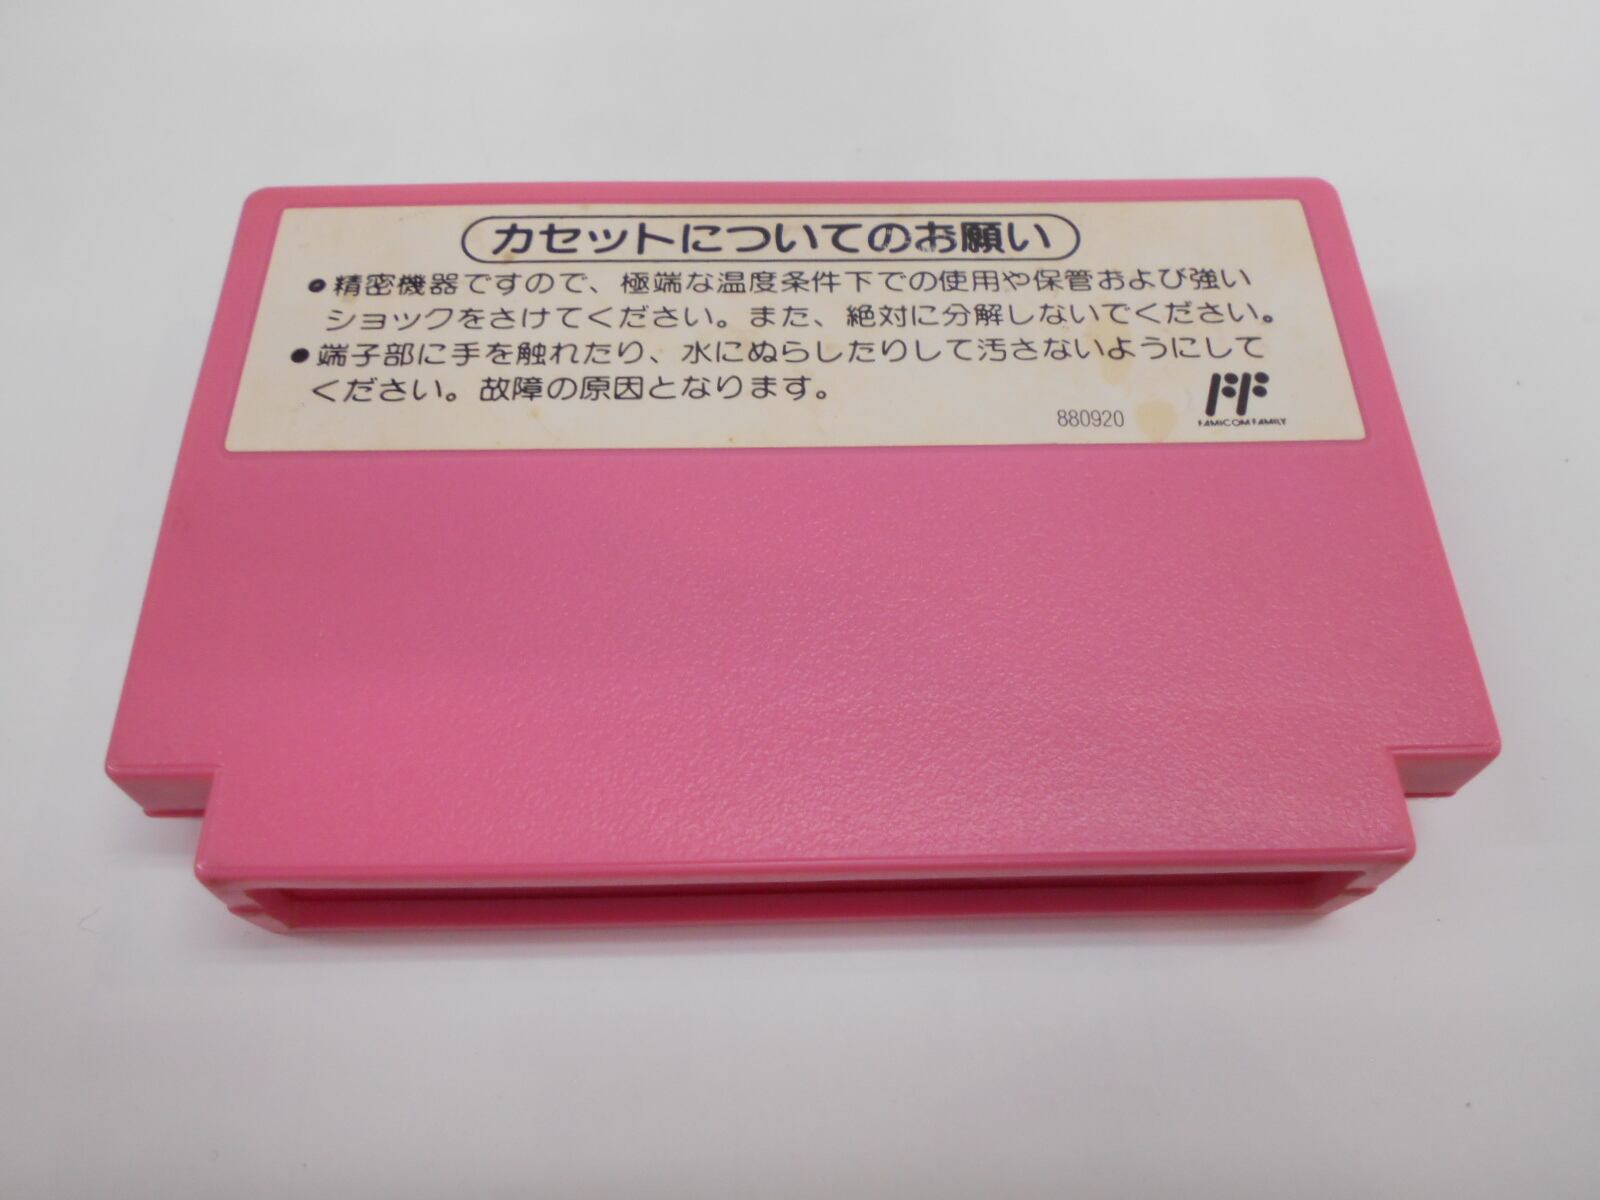 カセットについてのお願い
●精密機器ですので、極端な温度条件下での使用や保管および強い
ショックをさけてください。また、絶対に分解しないでください。
●端子部に手を触れたり、水にぬらしたりして汚さないようにして
ください。故障の原因となります。
880920
FF
FAMICOM FAMILY